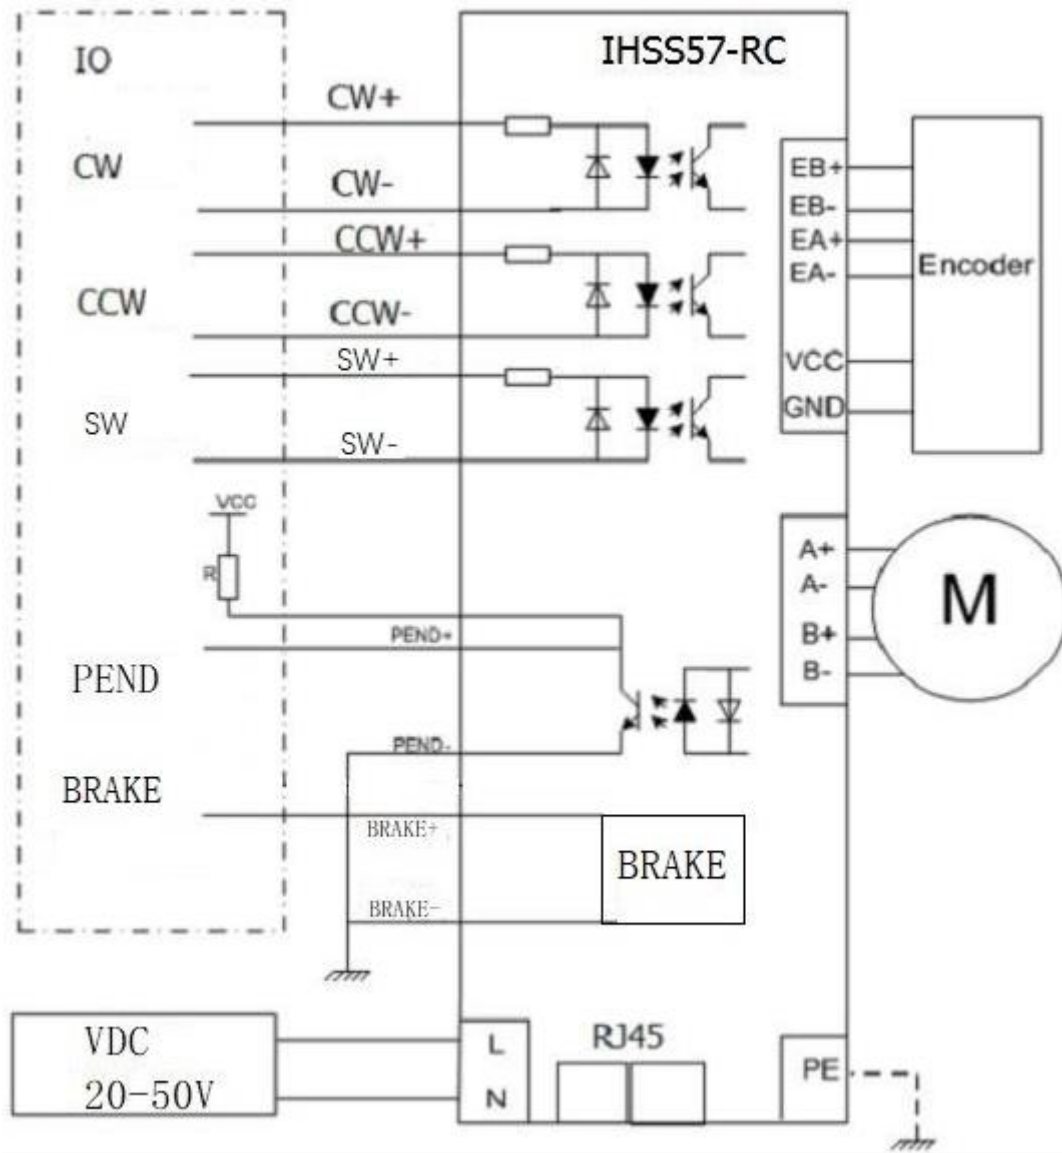 IHSS57-RC
IO
CW+
CW
CW-
CCW+
CCW
CCW-
SW+
SW
SW-
EB+
EB-
EA+
EA-
VCC
GND
Encoder
VCC
R
A+
A-
B+
B-
M
PEND+
PEND
PEND-
BRAKE
BRAKE+
BRAKE
BRAKE-
VDC
20-50V
L
N
RJ45
PE